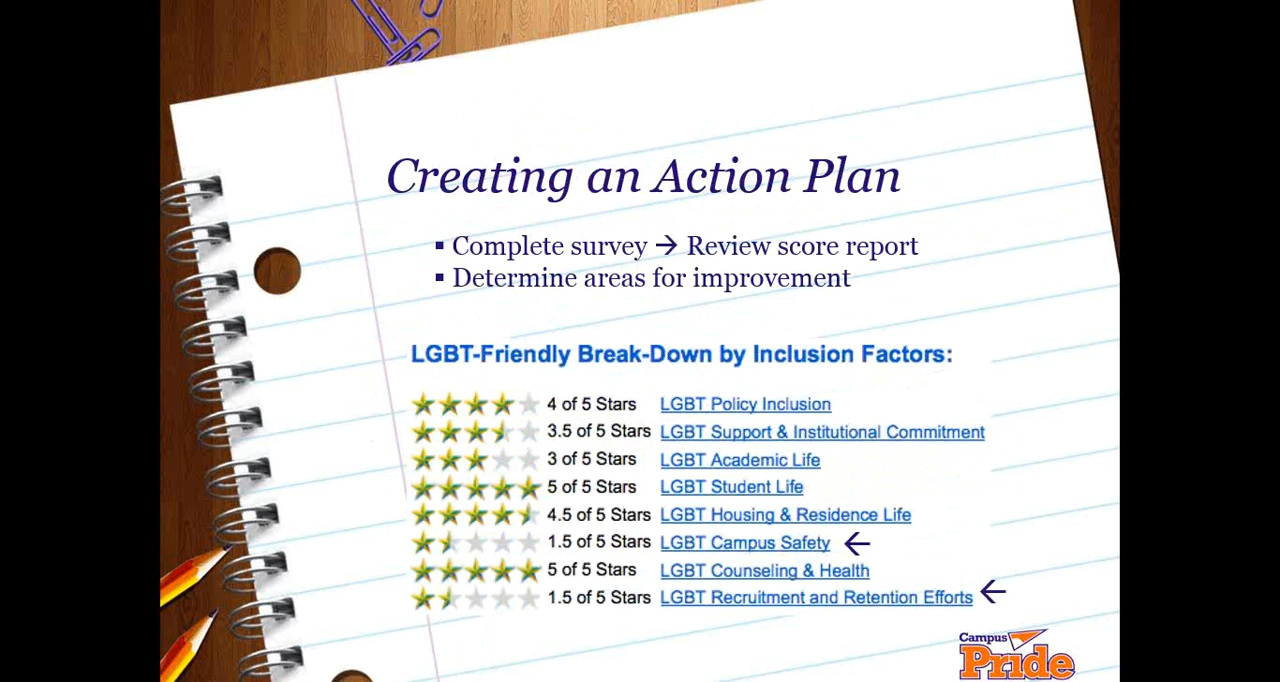 Creating an Action Plan
▪ Complete survey → Review score report
▪ Determine areas for improvement
LGBT-Friendly Break-Down by Inclusion Factors:
4 of 5 Stars LGBT Policy Inclusion
3.5 of 5 Stars LGBT Support & Institutional Commitment
3 of 5 Stars LGBT Academic Life
5 of 5 Stars LGBT Student Life
4.5 of 5 Stars LGBT Housing & Residence Life
1.5 of 5 Stars LGBT Campus Safety ←
5 of 5 Stars LGBT Counseling & Health
1.5 of 5 Stars LGBT Recruitment and Retention Efforts ←
Campus
Pride